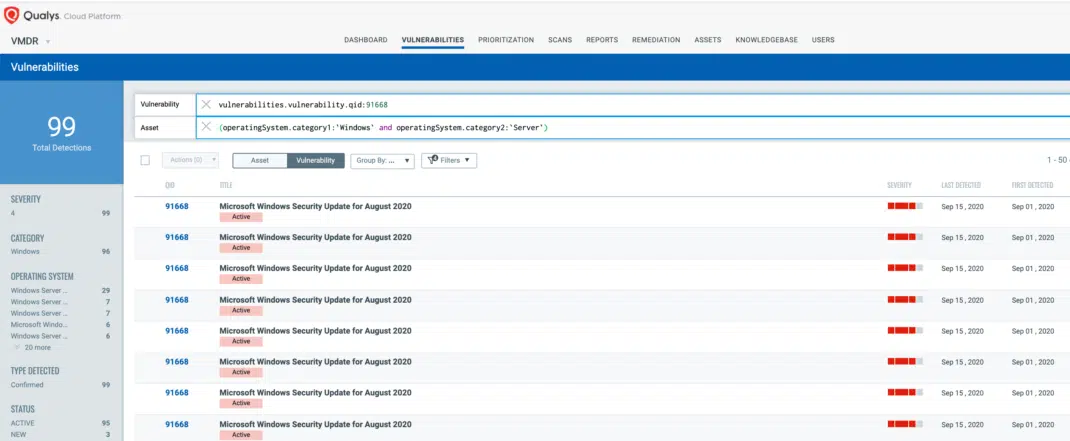 Qualys. Cloud Platform
VMDR
DASHBOARD VULNERABILITIES PRIORITIZATION SCANS REPORTS REMEDIATION ASSETS KNOWLEDGEBASE USERS
Vulnerabilities
99
Total Detections
Vulnerability vulnerabilities.vulnerability.qid:91668
Asset (operatingSystem.category1:'Windows' and operatingSystem.category2:'Server')
Actions (0) Asset Vulnerability Group By: ... 4 Filters 1 - 50
SEVERITY
4 99
CATEGORY
Windows 96
OPERATING SYSTEM
Windows Server ... 29
Windows Server ... 7
Windows Server ... 7
Microsoft Windo... 6
Windows Server ... 6
20 more
TYPE DETECTED
Confirmed 99
STATUS
ACTIVE 95
NEW 3
QID TITLE SEVERITY LAST DETECTED FIRST DETECTED
91668 Microsoft Windows Security Update for August 2020 Sep 15, 2020 Sep 01, 2020
Active
91668 Microsoft Windows Security Update for August 2020 Sep 15, 2020 Sep 01, 2020
Active
91668 Microsoft Windows Security Update for August 2020 Sep 15, 2020 Sep 01, 2020
Active
91668 Microsoft Windows Security Update for August 2020 Sep 15, 2020 Sep 01, 2020
Active
91668 Microsoft Windows Security Update for August 2020 Sep 15, 2020 Sep 01, 2020
Active
91668 Microsoft Windows Security Update for August 2020 Sep 15, 2020 Sep 01, 2020
Active
91668 Microsoft Windows Security Update for August 2020 Sep 15, 2020 Sep 01, 2020
Active
91668 Microsoft Windows Security Update for August 2020 Sep 15, 2020 Sep 01, 2020
Active